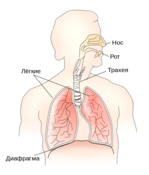 Нос
Рот
Лёгкие
Трахея
Диафрагма